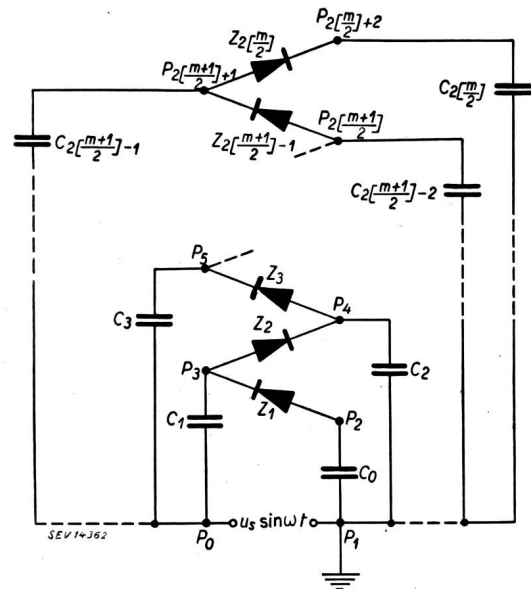 Z₂[m/2]
P₂[m/2]+2
P₂[m+1/2]+1
C₂[m/2]
Z₂[m+1/2]-1
P₂[m+1/2]
C₂[m+1/2]-1
C₂[m+1/2]-2
P₅
Z₃
P₄
C₃
Z₂
P₃
C₂
C₁
Z₁
P₂
C₀
SEV 14362
P₀
uₛ sin ωt
P₁